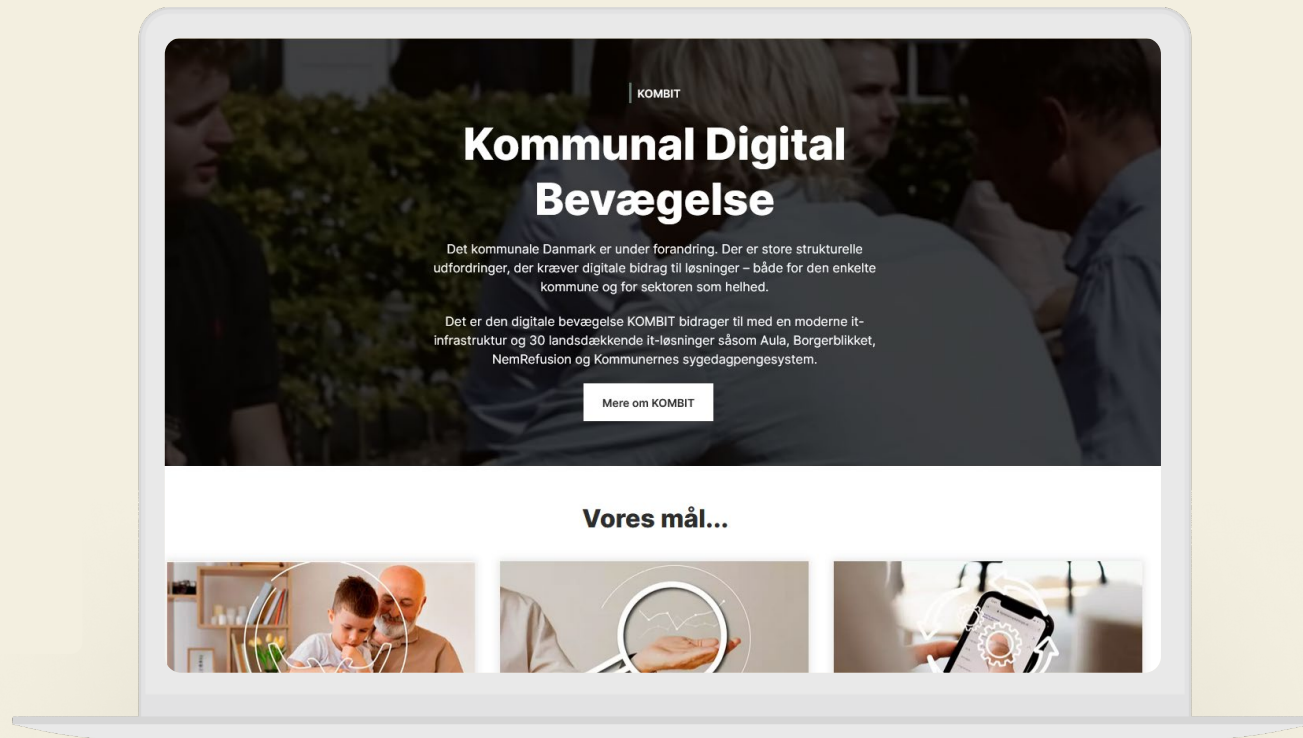 KOMBIT
Kommunal Digital
Bevægelse
Det kommunale Danmark er under forandring. Der er store strukturelle
udfordringer, der kræver digitale bidrag til løsninger – både for den enkelte
kommune og for sektoren som helhed.
Det er den digitale bevægelse KOMBIT bidrager til med en moderne it-
infrastruktur og 30 landsdækkende it-løsninger såsom Aula, Borgerblikket,
NemRefusion og Kommunernes sygedagpengesystem.
Mere om KOMBIT
Vores mål...